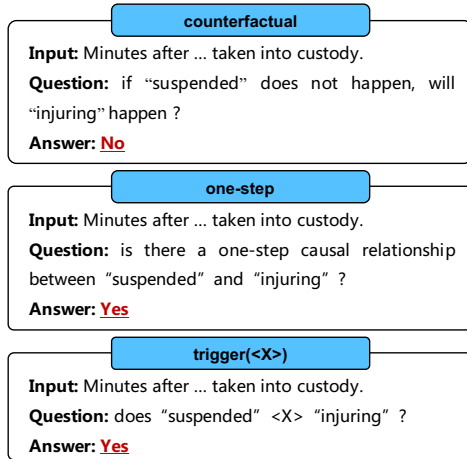 counterfactual
Input: Minutes after ... taken into custody.
Question: if “suspended” does not happen, will
“injuring” happen ?
Answer: No
one-step
Input: Minutes after ... taken into custody.
Question: is there a one-step causal relationship
between “suspended” and “injuring” ?
Answer: Yes
trigger(<X>)
Input: Minutes after ... taken into custody.
Question: does “suspended” <X> “injuring” ?
Answer: Yes